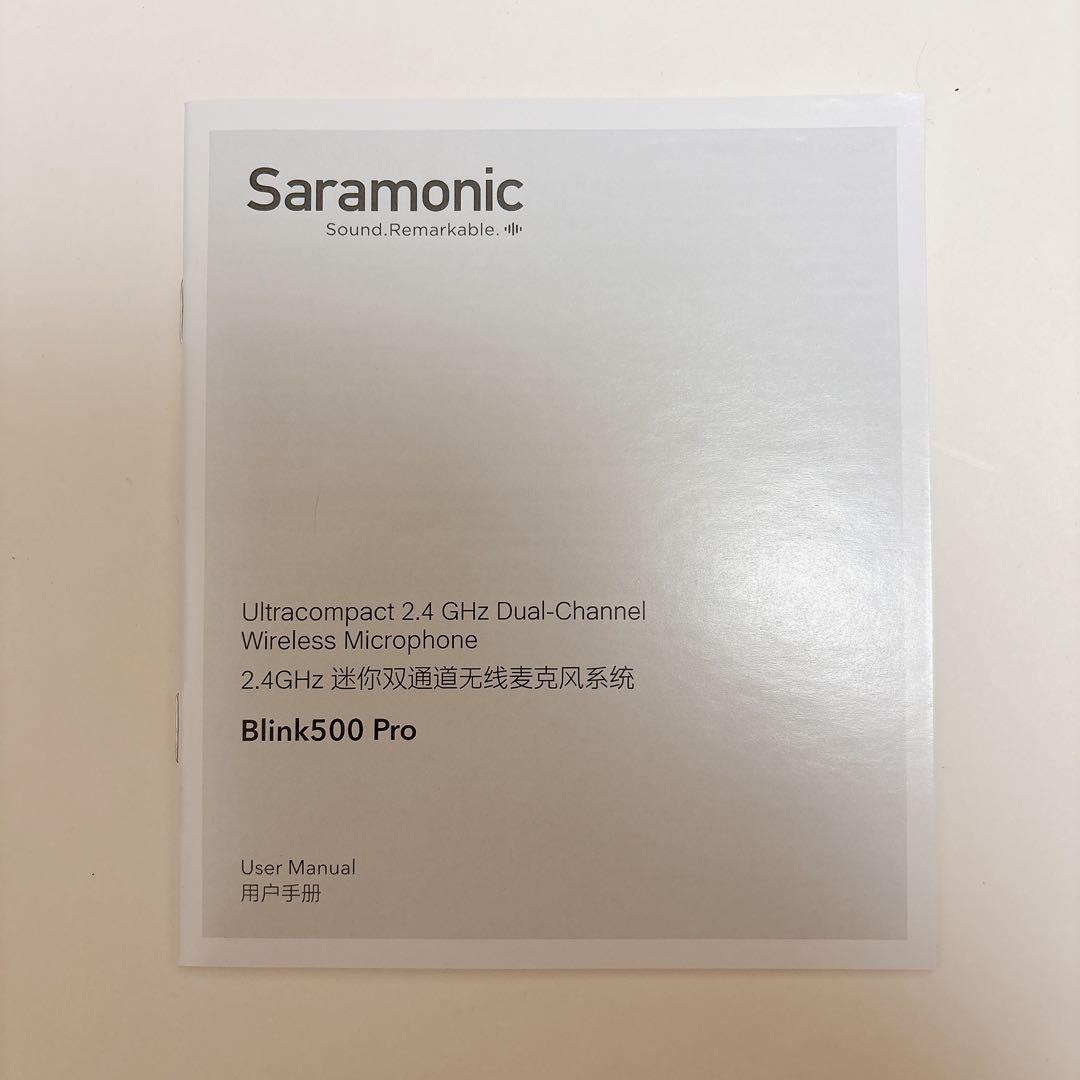 Saramonic
Sound.Remarkable.
Ultracompact 2.4 GHz Dual-Channel
Wireless Microphone
2.4GHz 迷你双通道无线麦克风系统
Blink500 Pro
User Manual
用户手册